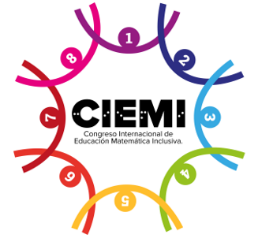 1
2
3
4
5
6
7
8
CIEMI
Congreso Internacional de
Educación Matemática Inclusiva.